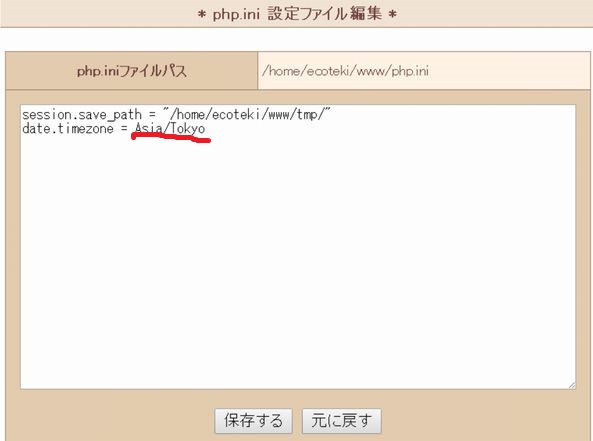 * php.ini 設定ファイル編集 *
php.iniファイルパス
/home/ecoteki/www/php.ini
session.save_path = "/home/ecoteki/www/tmp/"
date.timezone = Asia/Tokyo
保存する
元に戻す